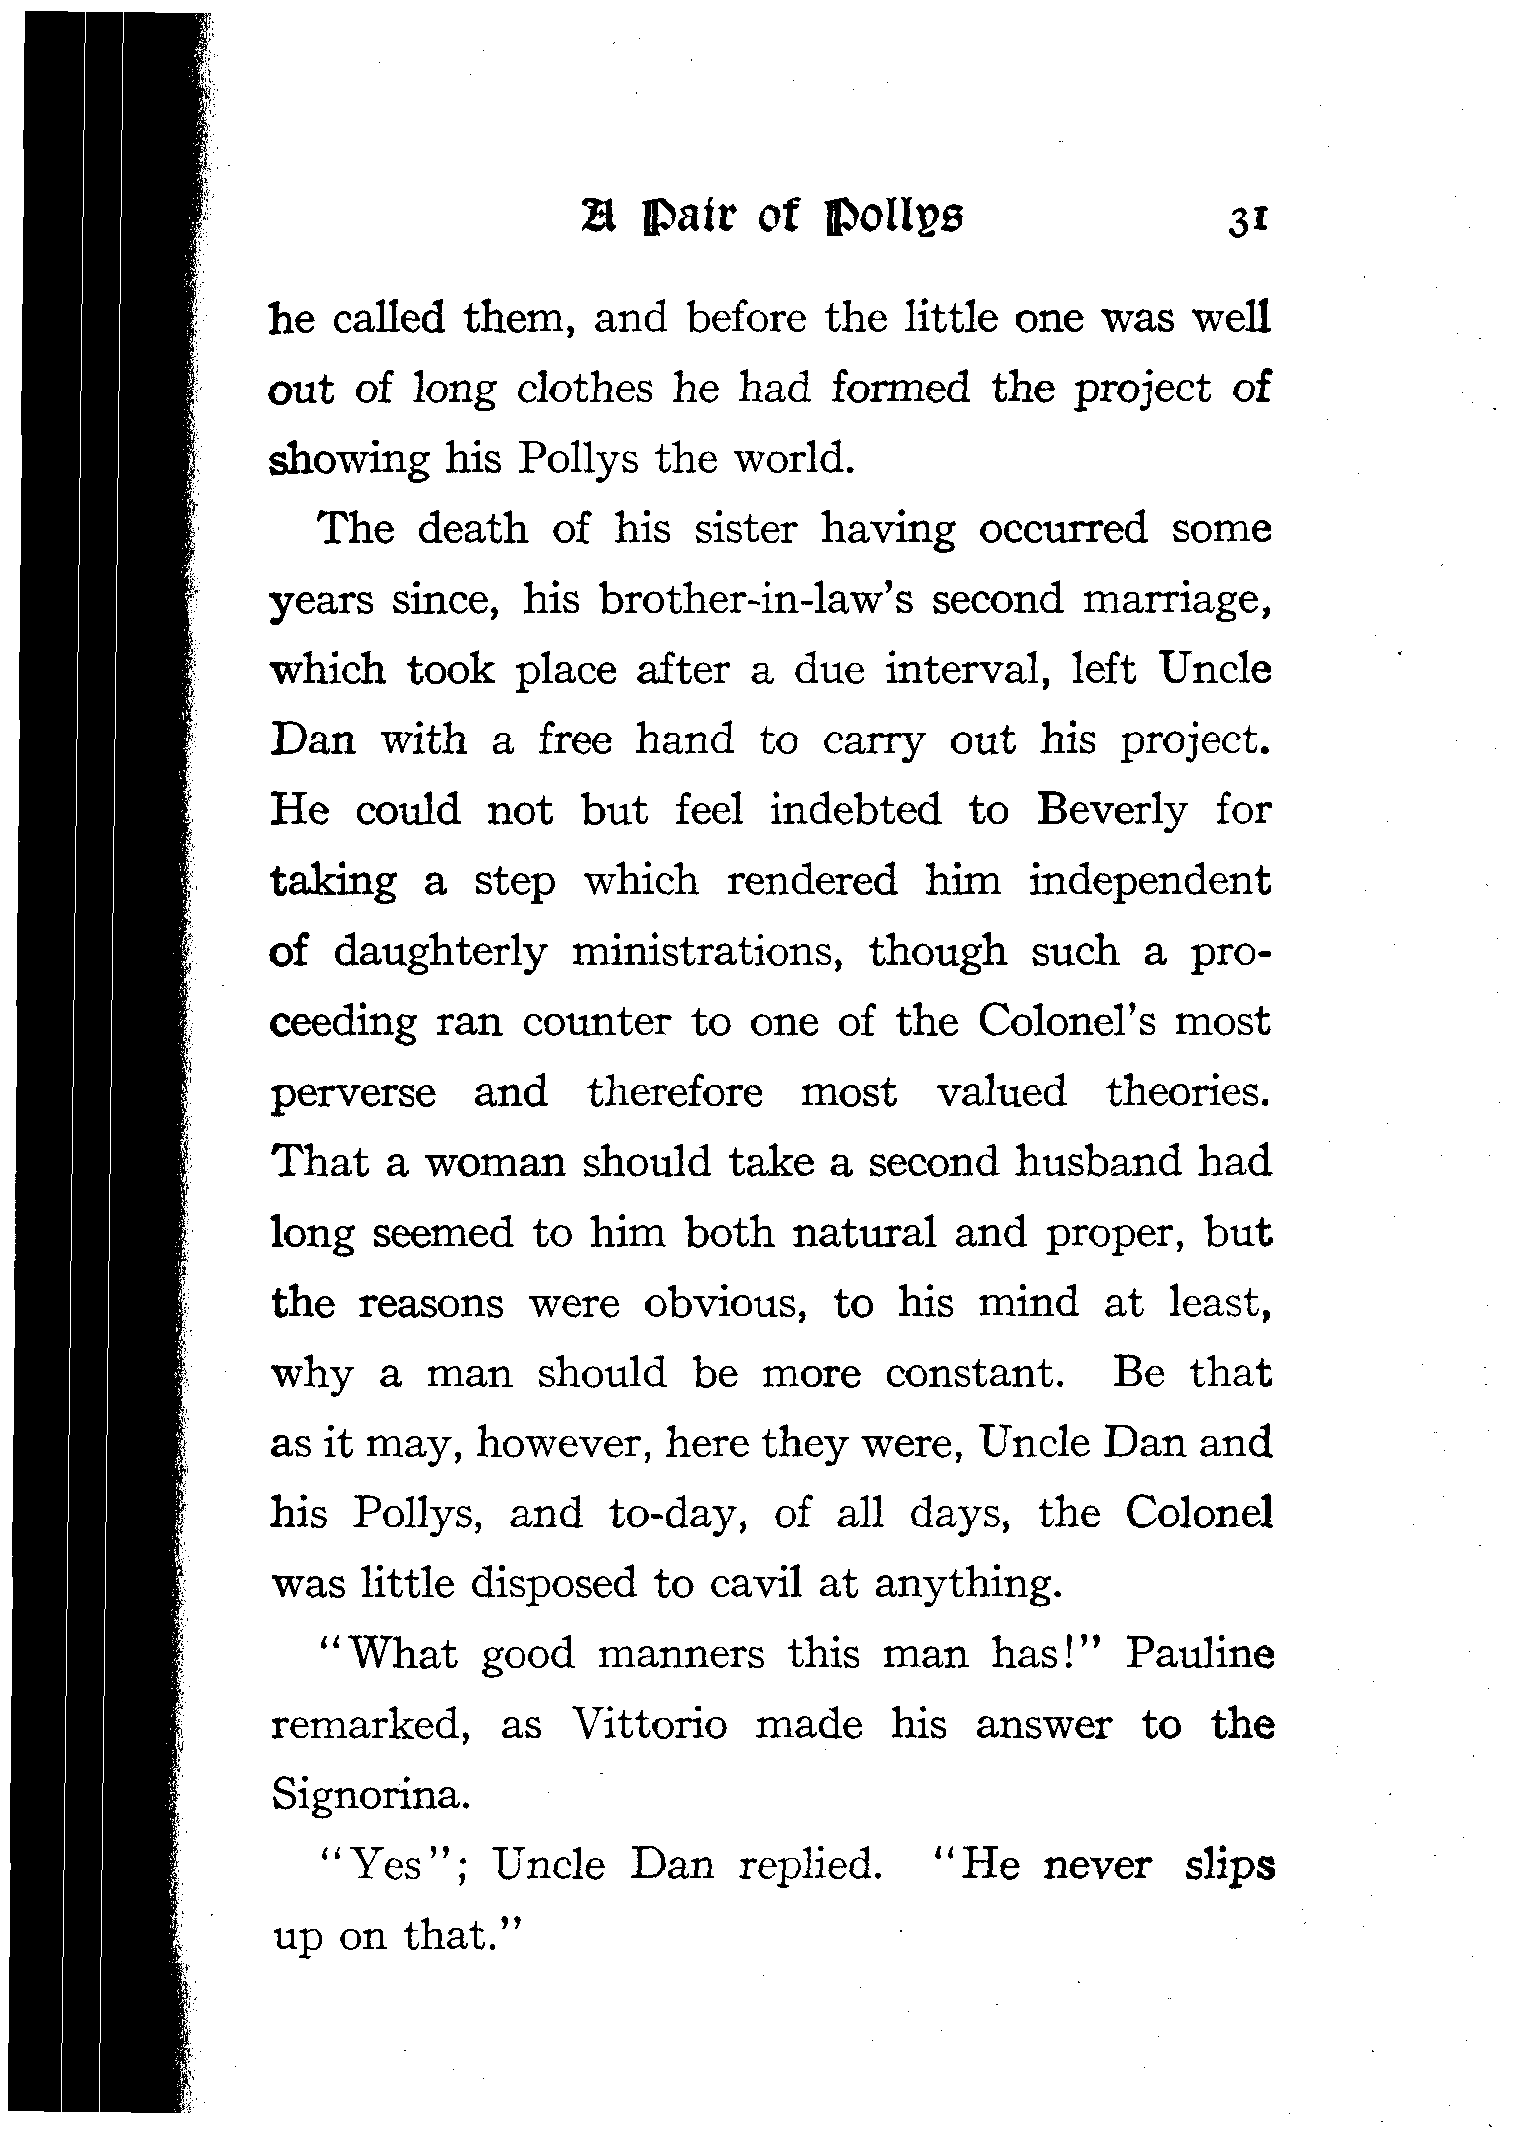 A Pair of Pollys 31
he called them, and before the little one was well
out of long clothes he had formed the project of
showing his Pollys the world.
The death of his sister having occurred some
years since, his brother-in-law's second marriage,
which took place after a due interval, left Uncle
Dan with a free hand to carry out his project.
He could not but feel indebted to Beverly for
taking a step which rendered him independent
of daughterly ministrations, though such a pro-
ceeding ran counter to one of the Colonel's most
perverse and therefore most valued theories.
That a woman should take a second husband had
long seemed to him both natural and proper, but
the reasons were obvious, to his mind at least,
why a man should be more constant. Be that
as it may, however, here they were, Uncle Dan and
his Pollys, and to-day, of all days, the Colonel
was little disposed to cavil at anything.
"What good manners this man has!" Pauline
remarked, as Vittorio made his answer to the
Signorina.
"Yes"; Uncle Dan replied. "He never slips
up on that."